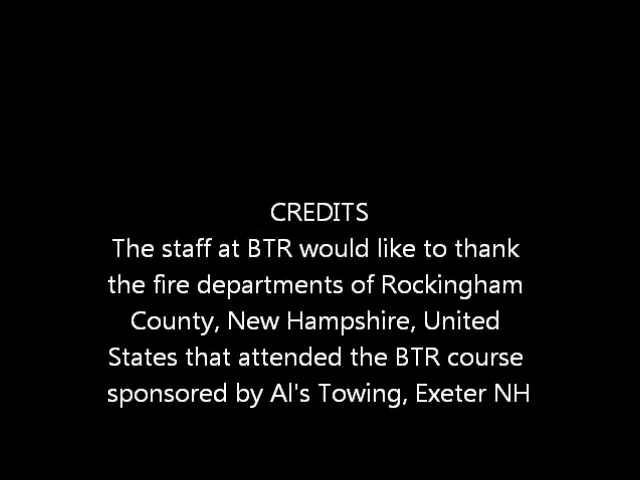 CREDITS
The staff at BTR would like to thank
the fire departments of Rockingham
County, New Hampshire, United
States that attended the BTR course
sponsored by Al's Towing, Exeter NH